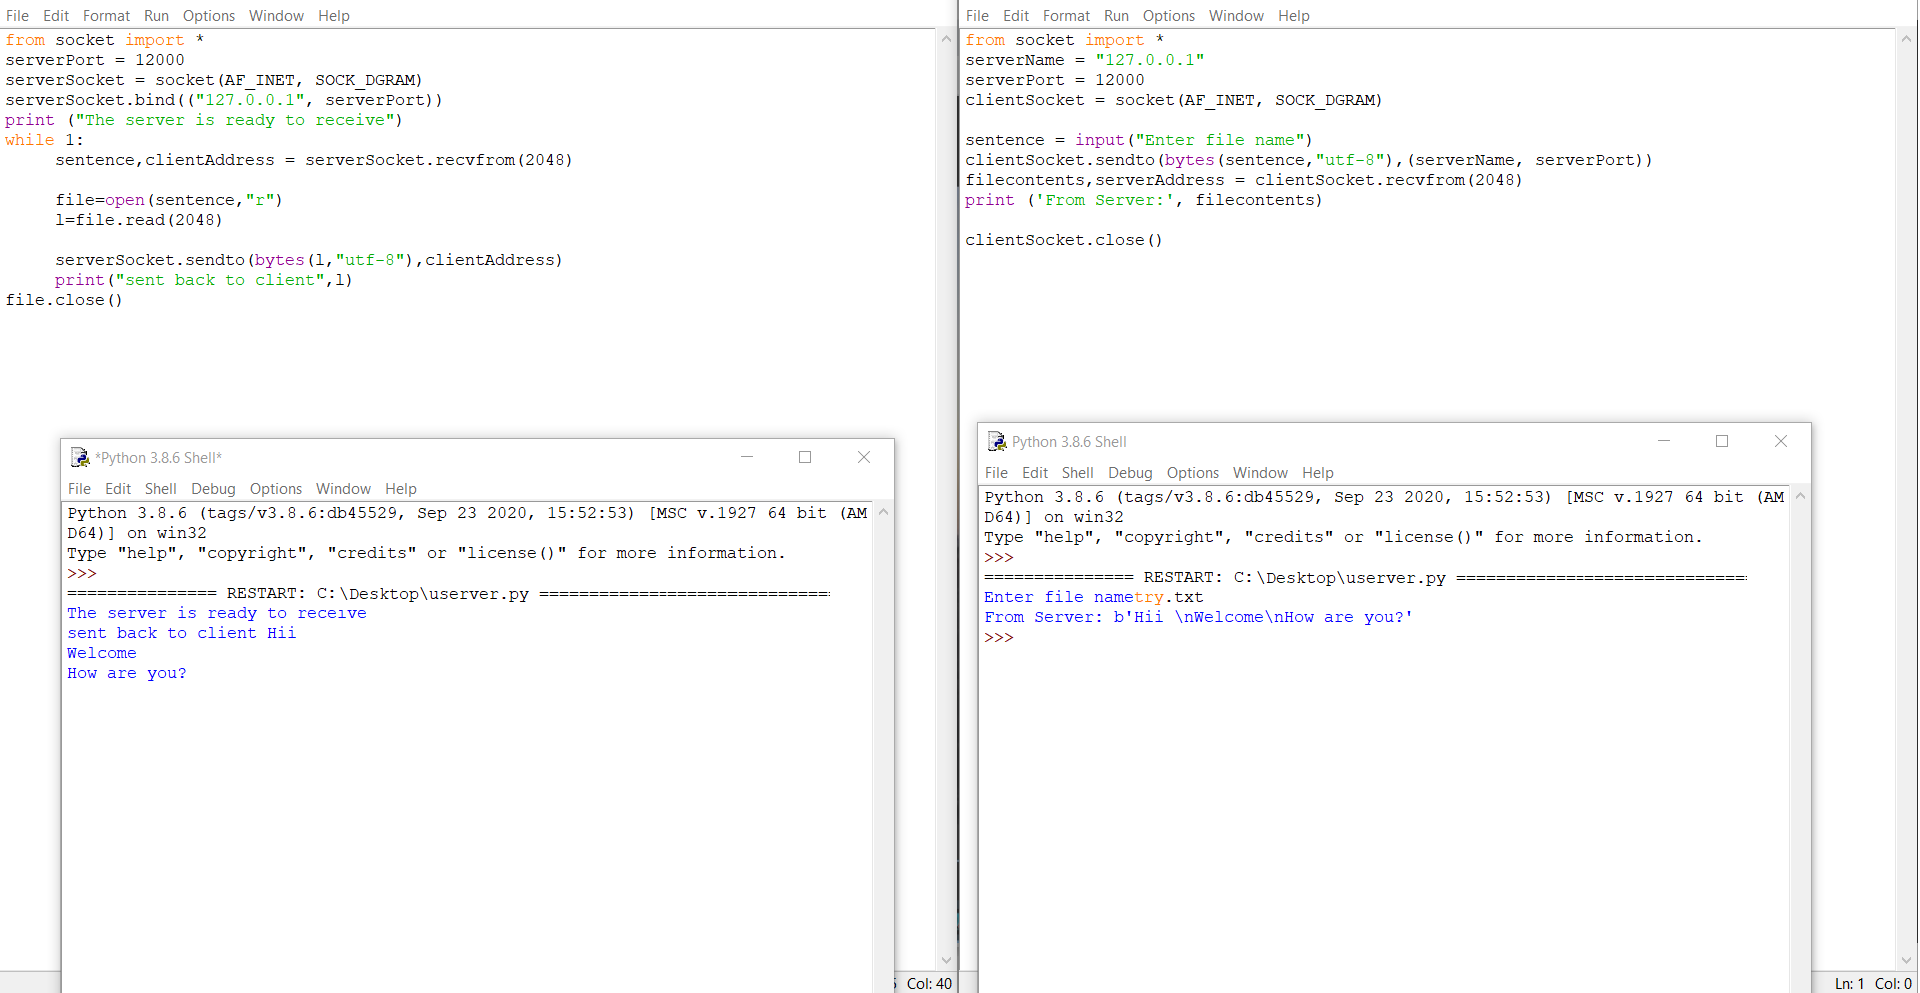 File Edit Format Run Options Window Help
from socket import *
serverPort = 12000
serverSocket = socket(AF_INET, SOCK_DGRAM)
serverSocket.bind(("127.0.0.1", serverPort))
print ("The server is ready to receive")
while 1:
     sentence,clientAddress = serverSocket.recvfrom(2048)
     file=open(sentence,"r")
     l=file.read(2048)
     serverSocket.sendto(bytes(l,"utf-8"),clientAddress)
     print("sent back to client",l)
file.close()
*Python 3.8.6 Shell*
File Edit Shell Debug Options Window Help
Python 3.8.6 (tags/v3.8.6:db45529, Sep 23 2020, 15:52:53) [MSC v.1927 64 bit (AM
D64)] on win32
Type "help", "copyright", "credits" or "license()" for more information.
>>>
=============== RESTART: C:\Desktop\userver.py =============================
The server is ready to receive
sent back to client Hii
Welcome
How are you?
Col: 40
File Edit Format Run Options Window Help
from socket import *
serverName = "127.0.0.1"
serverPort = 12000
clientSocket = socket(AF_INET, SOCK_DGRAM)
sentence = input("Enter file name")
clientSocket.sendto(bytes(sentence,"utf-8"),(serverName, serverPort))
filecontents,serverAddress = clientSocket.recvfrom(2048)
print ('From Server:', filecontents)
clientSocket.close()
Python 3.8.6 Shell
File Edit Shell Debug Options Window Help
Python 3.8.6 (tags/v3.8.6:db45529, Sep 23 2020, 15:52:53) [MSC v.1927 64 bit (AM
D64)] on win32
Type "help", "copyright", "credits" or "license()" for more information.
>>>
=============== RESTART: C:\Desktop\userver.py =============================
Enter file nametry.txt
From Server: b'Hii \nWelcome\nHow are you?'
>>>
Ln: 1 Col: 0